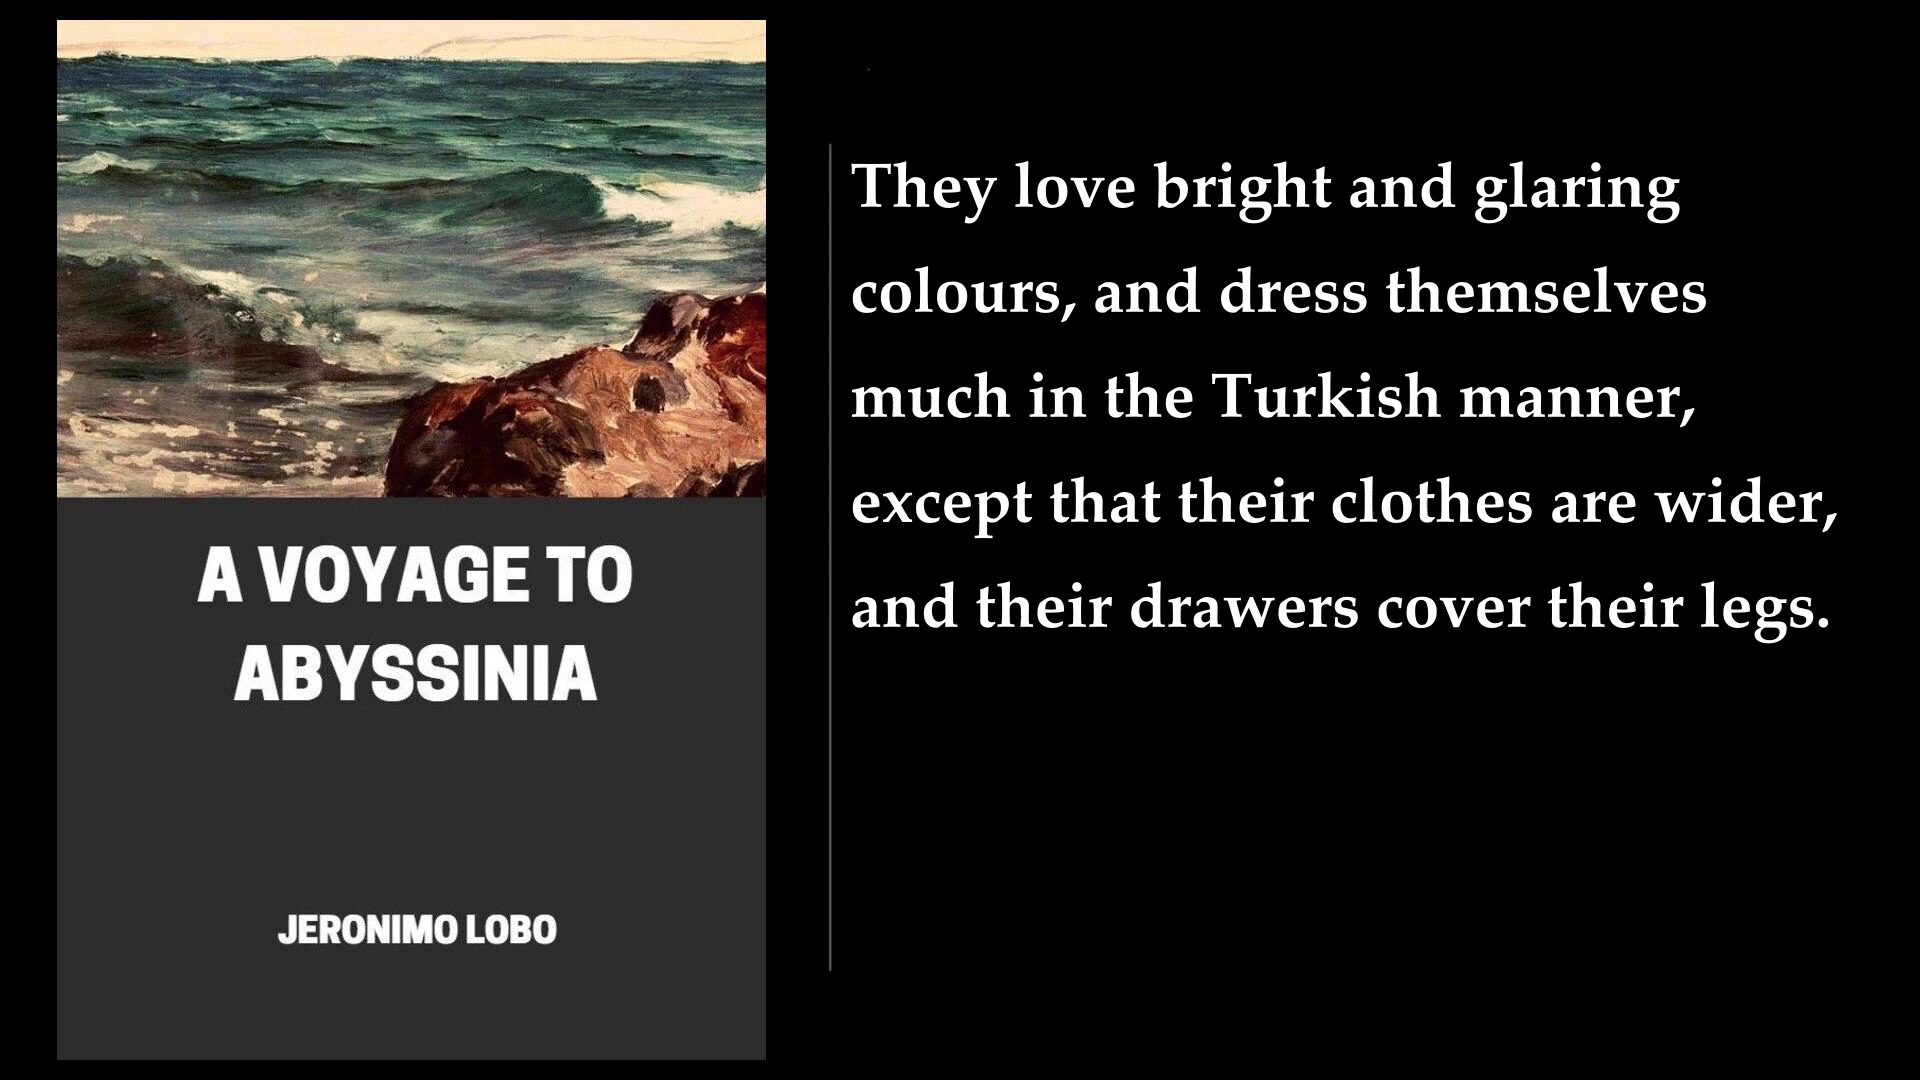 A VOYAGE TO
ABYSSINIA
JERONIMO LOBO
They love bright and glaring
colours, and dress themselves
much in the Turkish manner,
except that their clothes are wider,
and their drawers cover their legs.